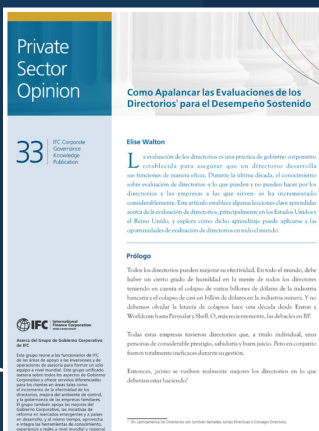 Private
Sector
Opinion
Como Apalancar las Evaluaciones de los
Directorios¹ para el Desempeño Sostenido
33
IFC Corporate
Governance
Knowledge
Publication
Elise Walton
La evaluación de los directorios es una práctica de gobierno corporativo
establecida para asegurar que un directorio desarrolla
sus funciones de manera eficaz. Durante la última década, el conocimiento
sobre evaluación de directorios -y lo que pueden y no pueden hacer por los
directorios y las empresas a las que sirven- se ha incrementado
considerablemente. Este artículo establece algunas lecciones clave aprendidas
acerca de la evaluación de directorios, principalmente en los Estados Unidos y
el Reino Unido, y explora cómo dicho aprendizaje puede aplicarse a las
oportunidades de evaluación de directorios en todo el mundo.
Prólogo
Todos los directorios pueden mejorar su efectividad. En todo el mundo, debe
haber un cierto grado de humildad en la mente de todos los directores
teniendo en cuenta el colapso de varios billones de dólares de la industria
bancaria y el colapso de casi un billón de dólares en la industria minera. Y no
debemos olvidar la letanía de colapsos hace una década desde Enron y
Worldcom hasta Parmalat y Shell. O, más recientemente, las debacles en BP.
Todas estas empresas tuvieron directores que, a título individual, eran
personas de considerable prestigio, sabiduría y buen juicio. Pero en conjunto
fueron totalmente ineficaces durante su gestión.
Entonces, ¿cómo se vuelven realmente mejores los directorios en lo que
deberían estar haciendo?
IFC
International
Finance Corporation
Acerca del Grupo de Gobierno Corporativo
de IFC
Este grupo reúne a los funcionarios de IFC
de las áreas de apoyo a las inversiones y de
operaciones de asesoría para formar un solo
equipo a nivel mundial. Este grupo unificado
asesora sobre todos los aspectos de Gobierno
Corporativo y ofrece servicios diferenciados
para los clientes en áreas tales como
el incremento de la efectividad de los
directorios, mejora del ambiente de control,
y la gobernanza de las empresas familiares.
El grupo también apoya las mejoras del
Gobierno Corporativo, las iniciativas de
reforma en mercados emergentes y países
en desarrollo, y al mismo tiempo, aprovecha
e integra las herramientas de conocimiento,
experiencia y redes a nivel mundial y regional.
¹ En Latinoamérica los Directorios son también llamados Juntas Directivas o Consejos Directivos.